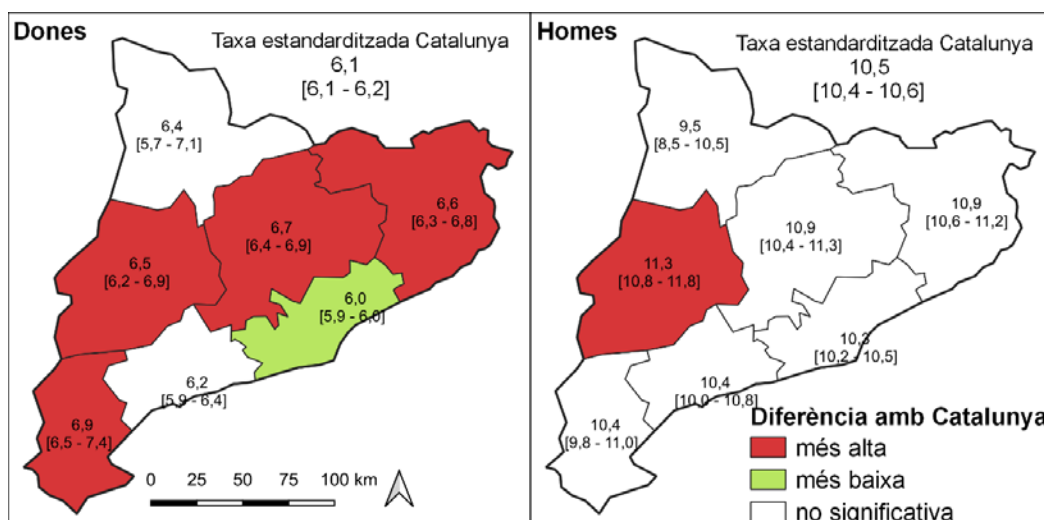 Dones
Taxa estandarditzada Catalunya
6,1
[6,1 - 6,2]
6,4
[5,7 - 7,1]
6,6
[6,3 - 6,8]
6,7
[6,4 - 6,9]
6,5
[6,2 - 6,9]
6,0
[5,9 - 6,0]
6,2
[5,9 - 6,4]
6,9
[6,5 - 7,4]
0 25 50 75 100 km
Homes
Taxa estandarditzada Catalunya
10,5
[10,4 - 10,6]
9,5
[8,5 - 10,5]
10,9
[10,6 - 11,2]
10,9
[10,4 - 11,3]
11,3
[10,8 - 11,8]
10,3
[10,2 - 10,5]
10,4
[10,0 - 10,8]
10,4
[9,8 - 11,0]
Diferència amb Catalunya
més alta
més baixa
no significativa